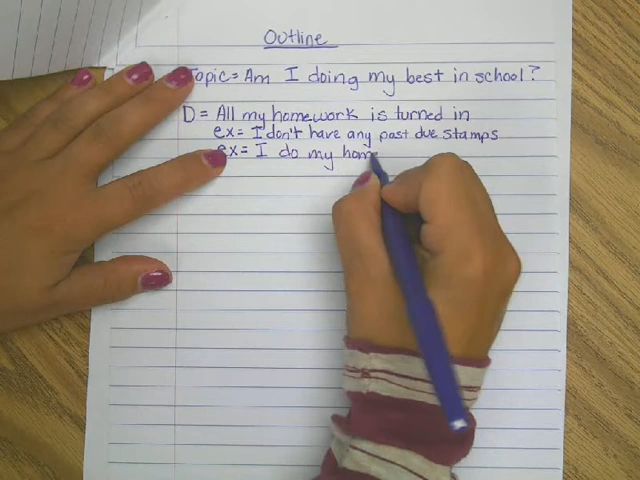 Outline
Topic = Am I doing my best in school?
D = All my homework is turned in
ex = I don't have any past due stamps
ex = I do my hom